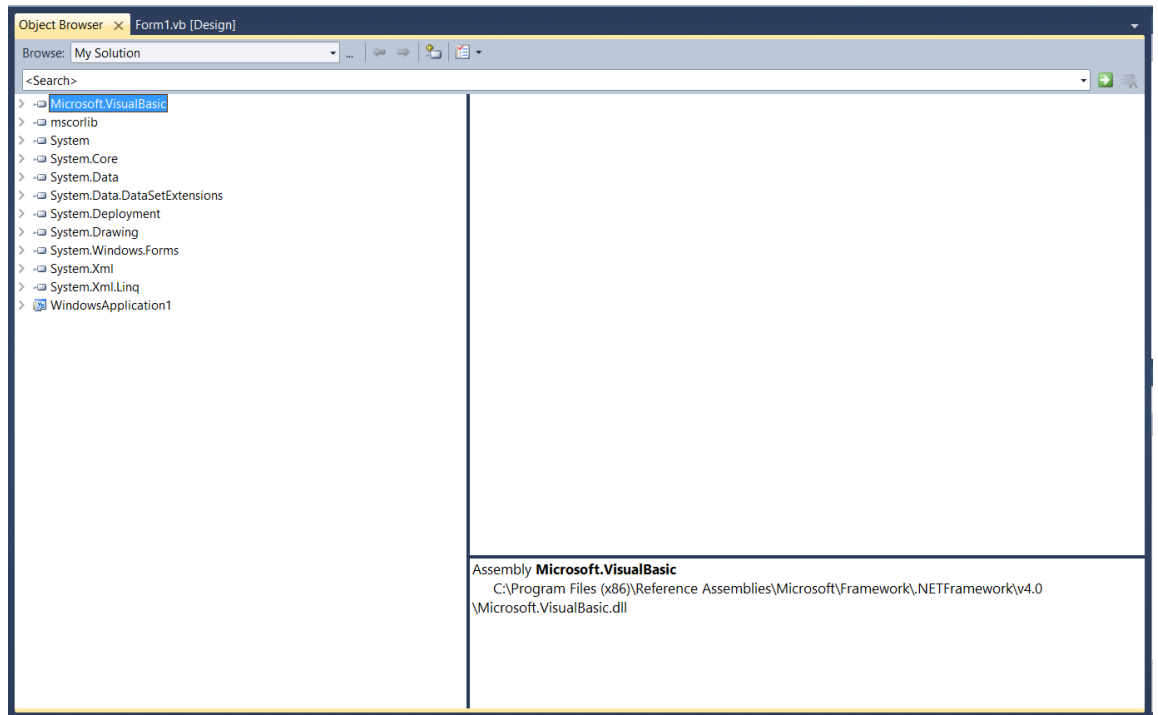 Object Browser Form1.vb [Design]
Browse: My Solution ...
<Search>
Microsoft.VisualBasic
mscorlib
System
System.Core
System.Data
System.Data.DataSetExtensions
System.Deployment
System.Drawing
System.Windows.Forms
System.Xml
System.Xml.Linq
WindowsApplication1
Assembly Microsoft.VisualBasic
C:\Program Files (x86)\Reference Assemblies\Microsoft\Framework\.NETFramework\v4.0
\Microsoft.VisualBasic.dll